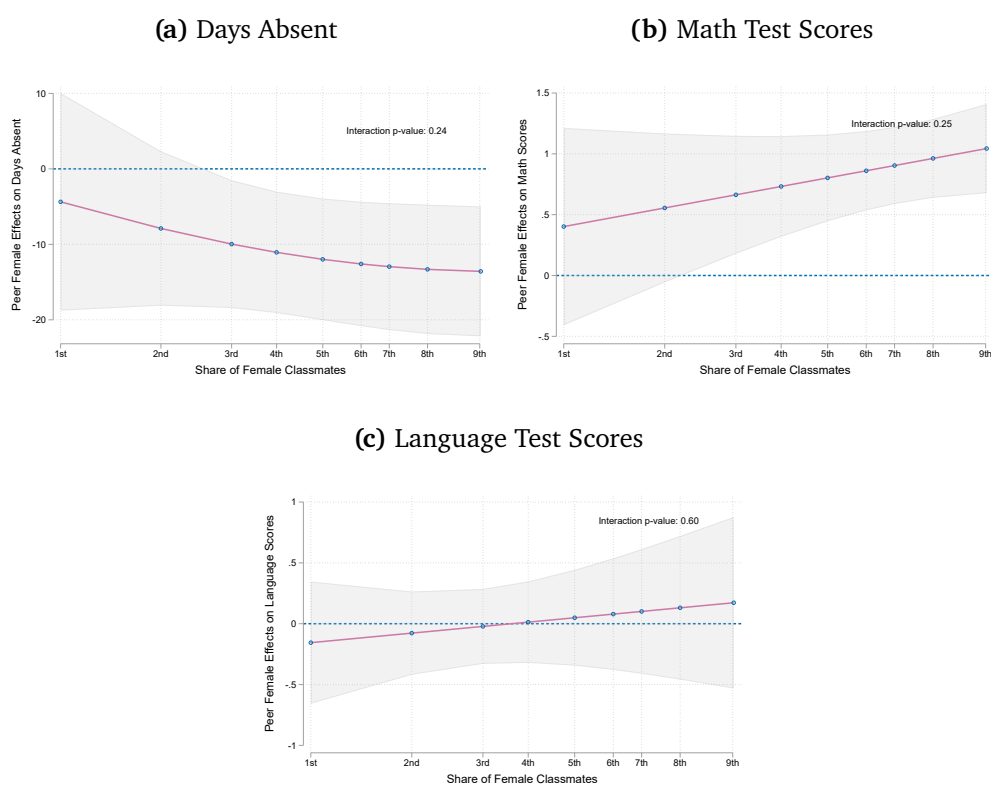 (a) Days Absent
Peer Female Effects on Days Absent
10
0
-10
-20
Interaction p-value: 0.24
1st 2nd 3rd 4th 5th 6th 7th 8th 9th
Share of Female Classmates
(b) Math Test Scores
Peer Female Effects on Math Scores
1.5
1
.5
0
-.5
Interaction p-value: 0.25
1st 2nd 3rd 4th 5th 6th 7th 8th 9th
Share of Female Classmates
(c) Language Test Scores
Peer Female Effects on Language Scores
1
.5
0
-.5
-1
Interaction p-value: 0.60
1st 2nd 3rd 4th 5th 6th 7th 8th 9th
Share of Female Classmates